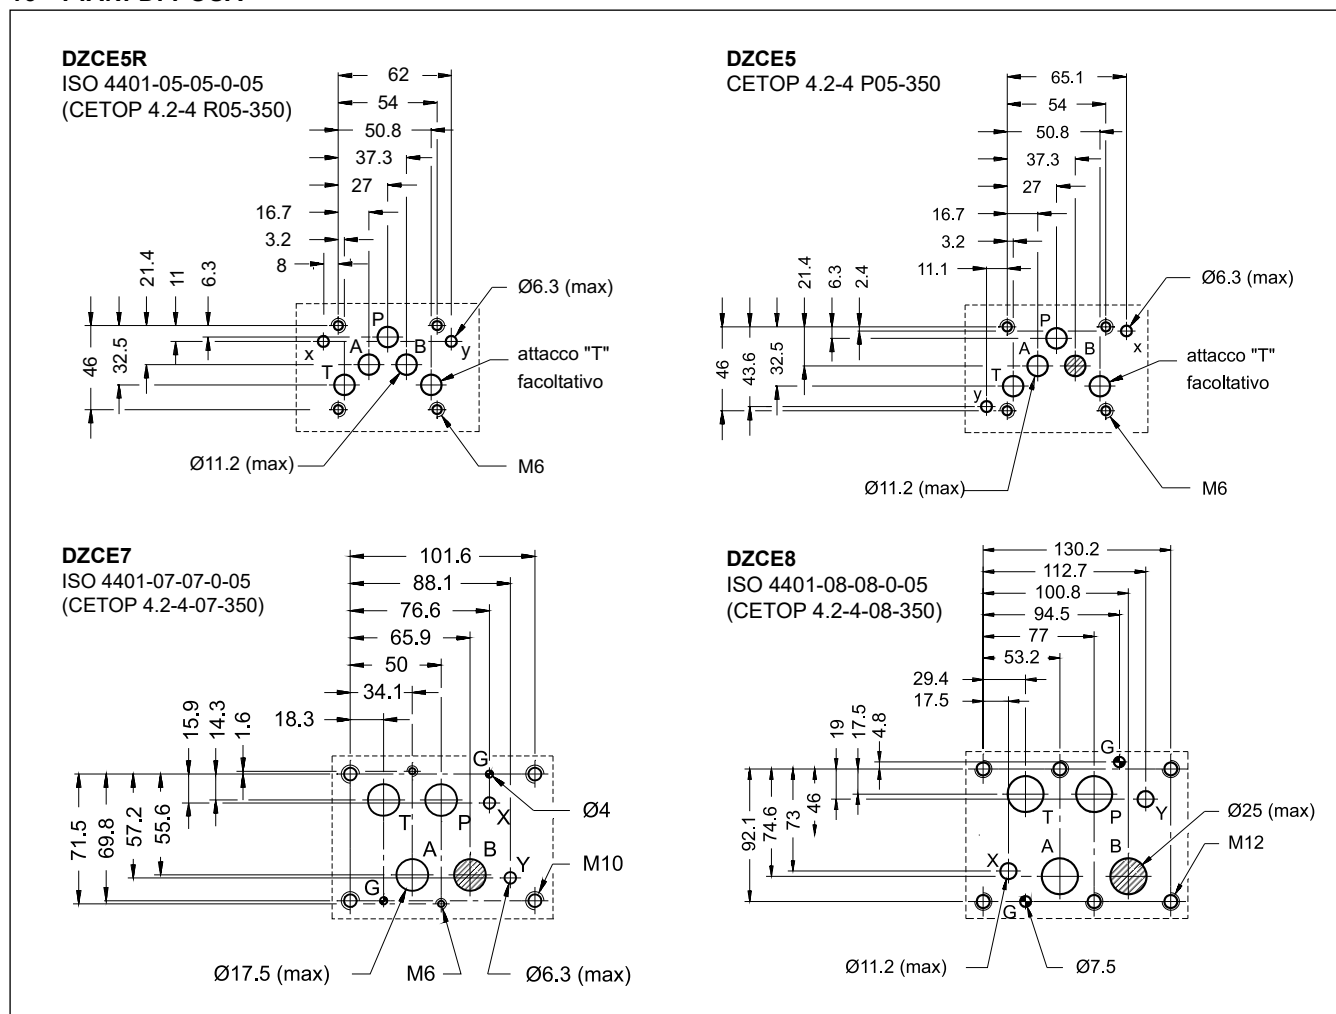 DZCE5R
ISO 4401-05-05-0-05
(CETOP 4.2-4 R05-350)
62
54
50.8
37.3
27
16.7
3.2
8
21.4
11
6.3
46
32.5
Ø6.3 (max)
P
A
B
x
y
T
attacco "T"
facoltativo
Ø11.2 (max)
M6
DZCE5
CETOP 4.2-4 P05-350
65.1
54
50.8
37.3
27
16.7
3.2
11.1
21.4
6.3
2.4
46
43.6
32.5
Ø6.3 (max)
P
A
B
x
T
y
attacco "T"
facoltativo
Ø11.2 (max)
M6
DZCE7
ISO 4401-07-07-0-05
(CETOP 4.2-4-07-350)
101.6
88.1
76.6
65.9
50
34.1
18.3
15.9
14.3
1.6
71.5
69.8
57.2
55.6
G
T
P
X
A
B
Y
G
Ø4
M10
Ø17.5 (max)
M6
Ø6.3 (max)
DZCE8
ISO 4401-08-08-0-05
(CETOP 4.2-4-08-350)
130.2
112.7
100.8
94.5
77
53.2
29.4
17.5
19
17.5
4.8
92.1
74.6
73
46
G
T
P
Y
X
A
B
G
Ø25 (max)
M12
Ø11.2 (max)
Ø7.5